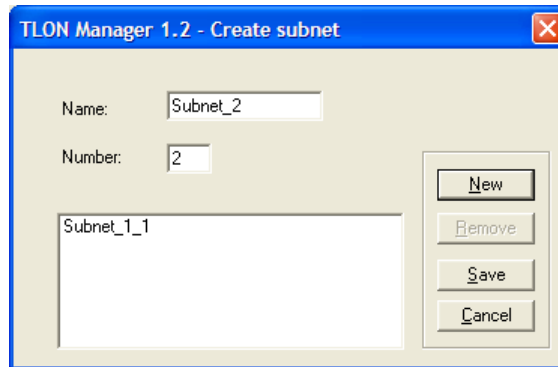 TLON Manager 1.2 - Create subnet
Name: Subnet_2
Number: 2
Subnet_1_1
New
Remove
Save
Cancel